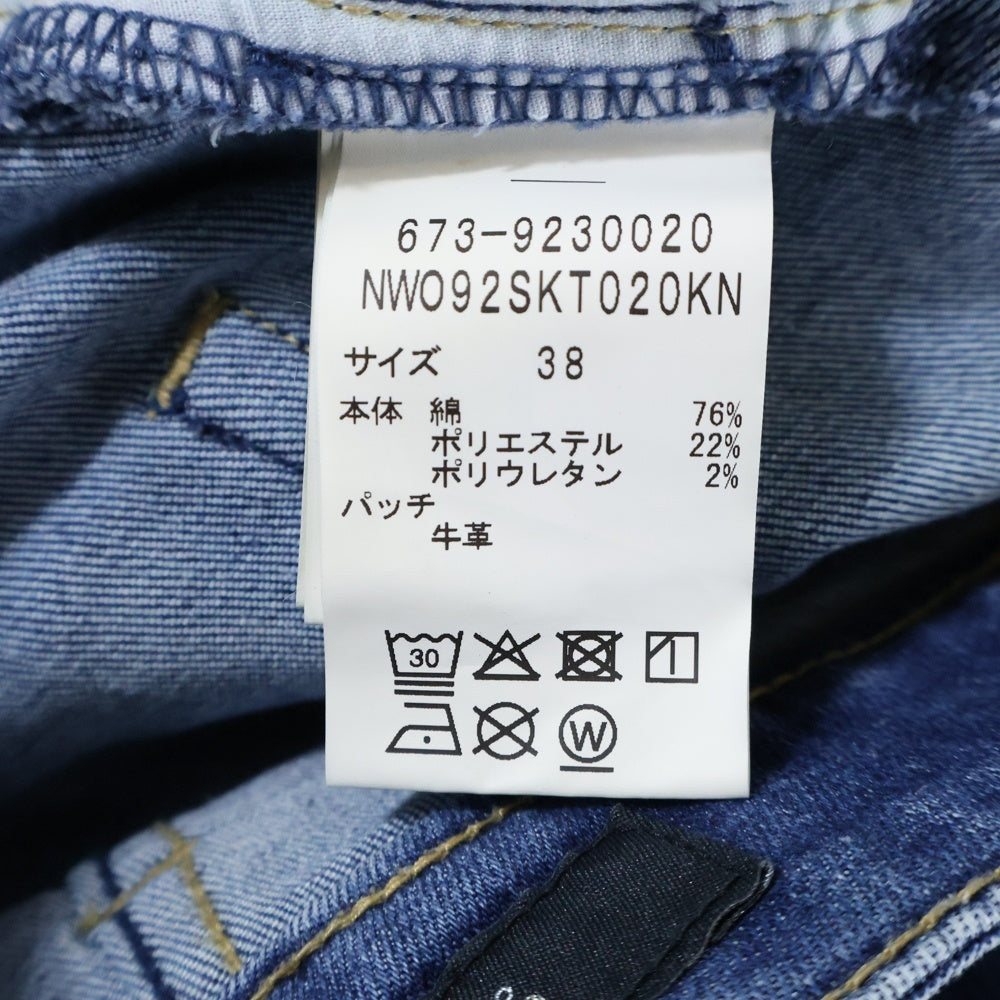 673-9230020
NW092SKT020KN
サイズ 38
本体 綿 76%
ポリエステル 22%
ポリウレタン 2%
パッチ
牛革
30
W